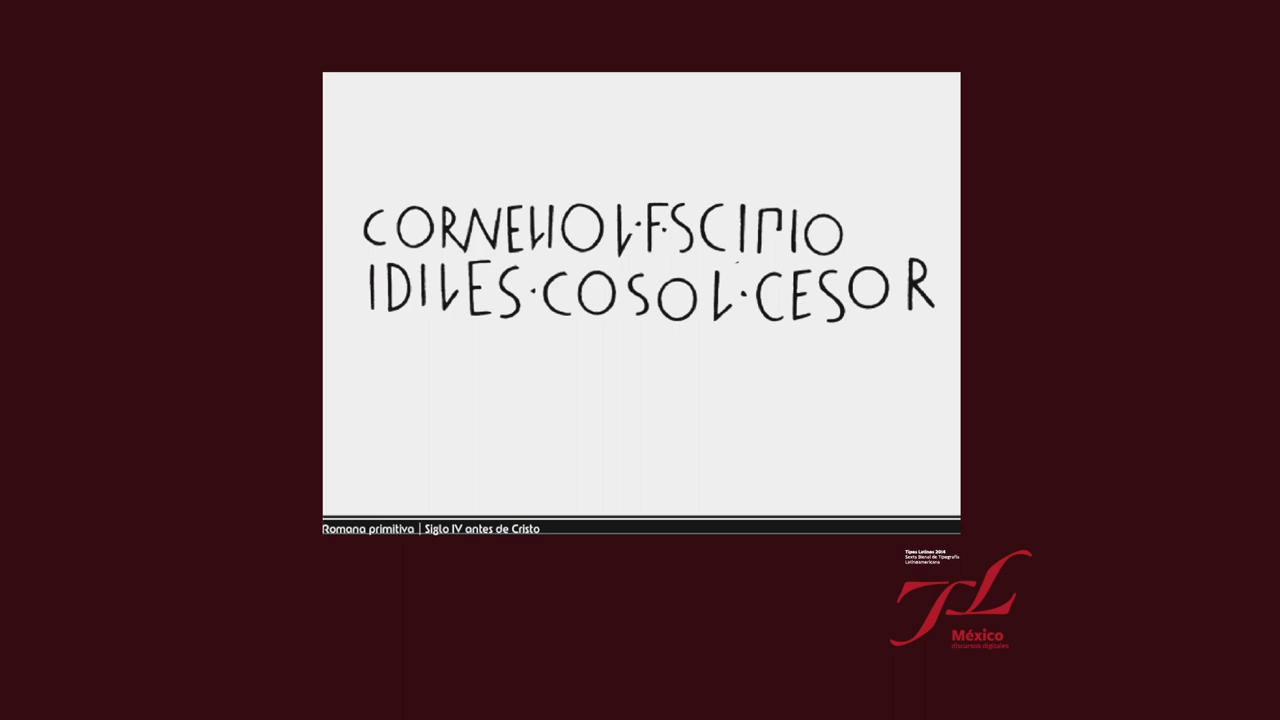 CORNELIO L·F·SCIPIO
IDILES·COSOL·CESOR
Romana primitiva | Siglo IV antes de Cristo
Tipos Latinos 2014
Sexta Bienal de Tipografía
Latinoamericana
TL
México
discursos digitales